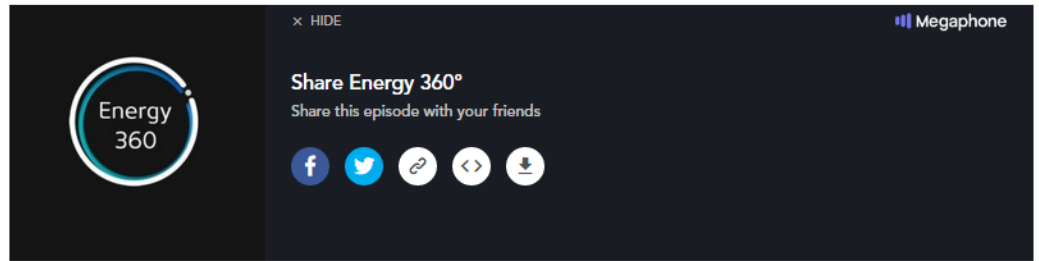 × HIDE
Megaphone
Energy
360
Share Energy 360°
Share this episode with your friends